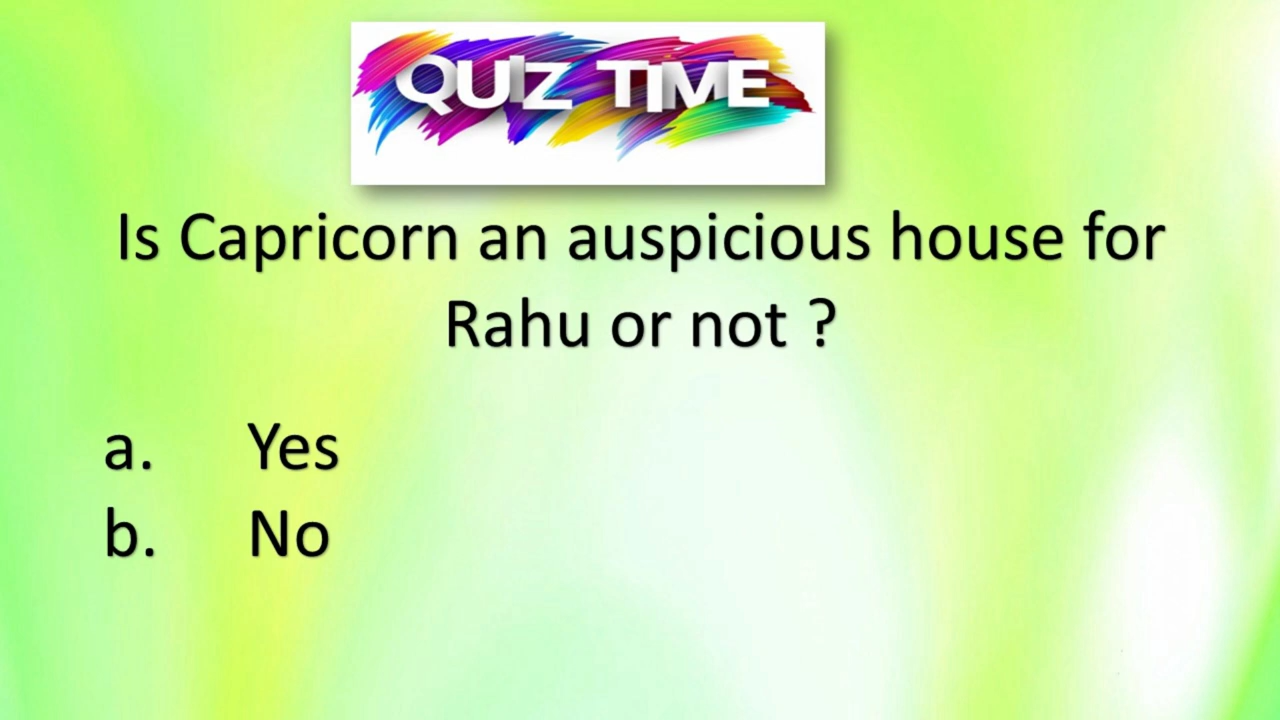 QUIZ TIME
Is Capricorn an auspicious house for
Rahu or not ?
a. Yes
b. No